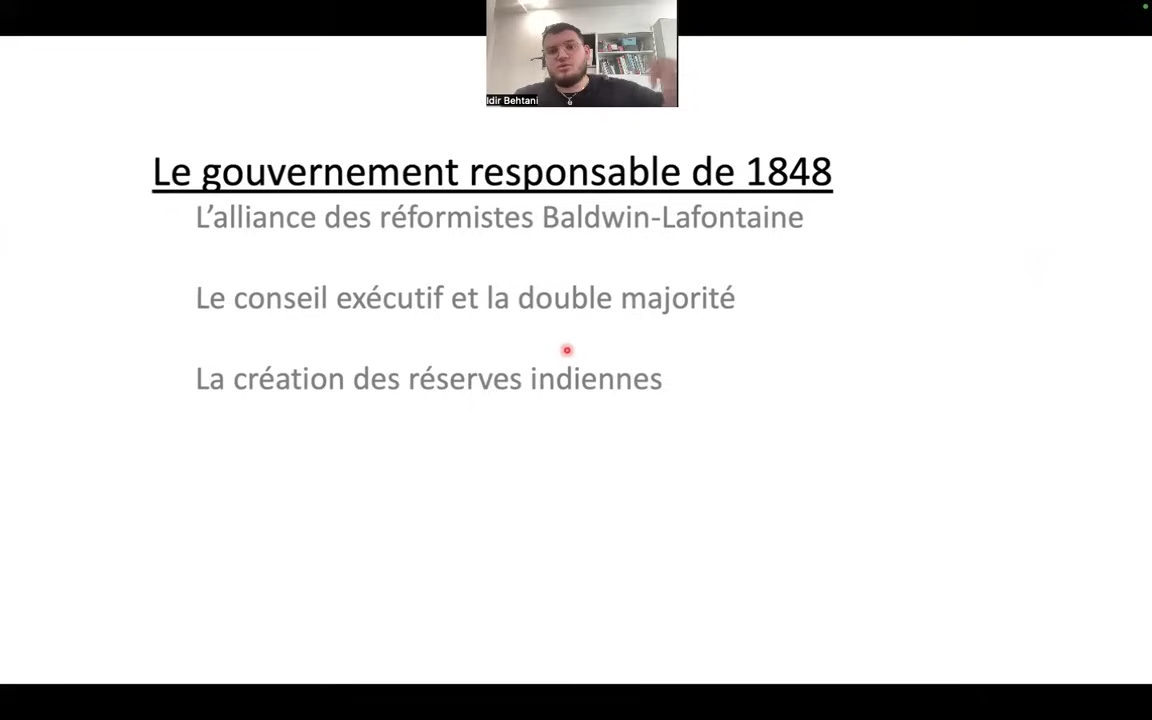 Idir Behtani
Le gouvernement responsable de 1848
L’alliance des réformistes Baldwin-Lafontaine
Le conseil exécutif et la double majorité
La création des réserves indiennes